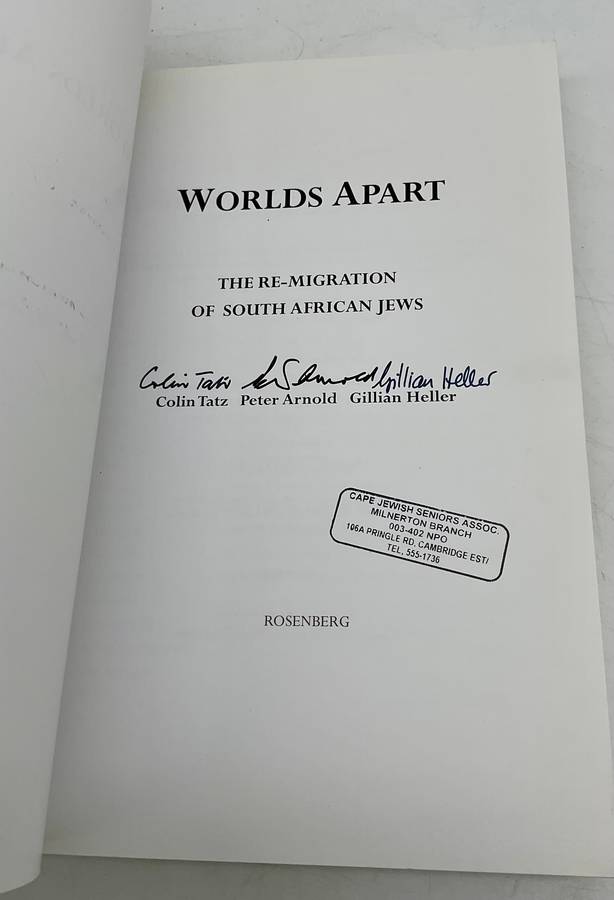 WORLDS APART
THE RE-MIGRATION
OF SOUTH AFRICAN JEWS
Colin Tatz Arnold Gillian Heller
Colin Tatz Peter Arnold Gillian Heller
CAPE JEWISH SENIORS ASSOC.
MILNERTON BRANCH
003-402 NPO
106A PRINGLE RD, CAMBRIDGE EST/
TEL, 555-1736
ROSENBERG